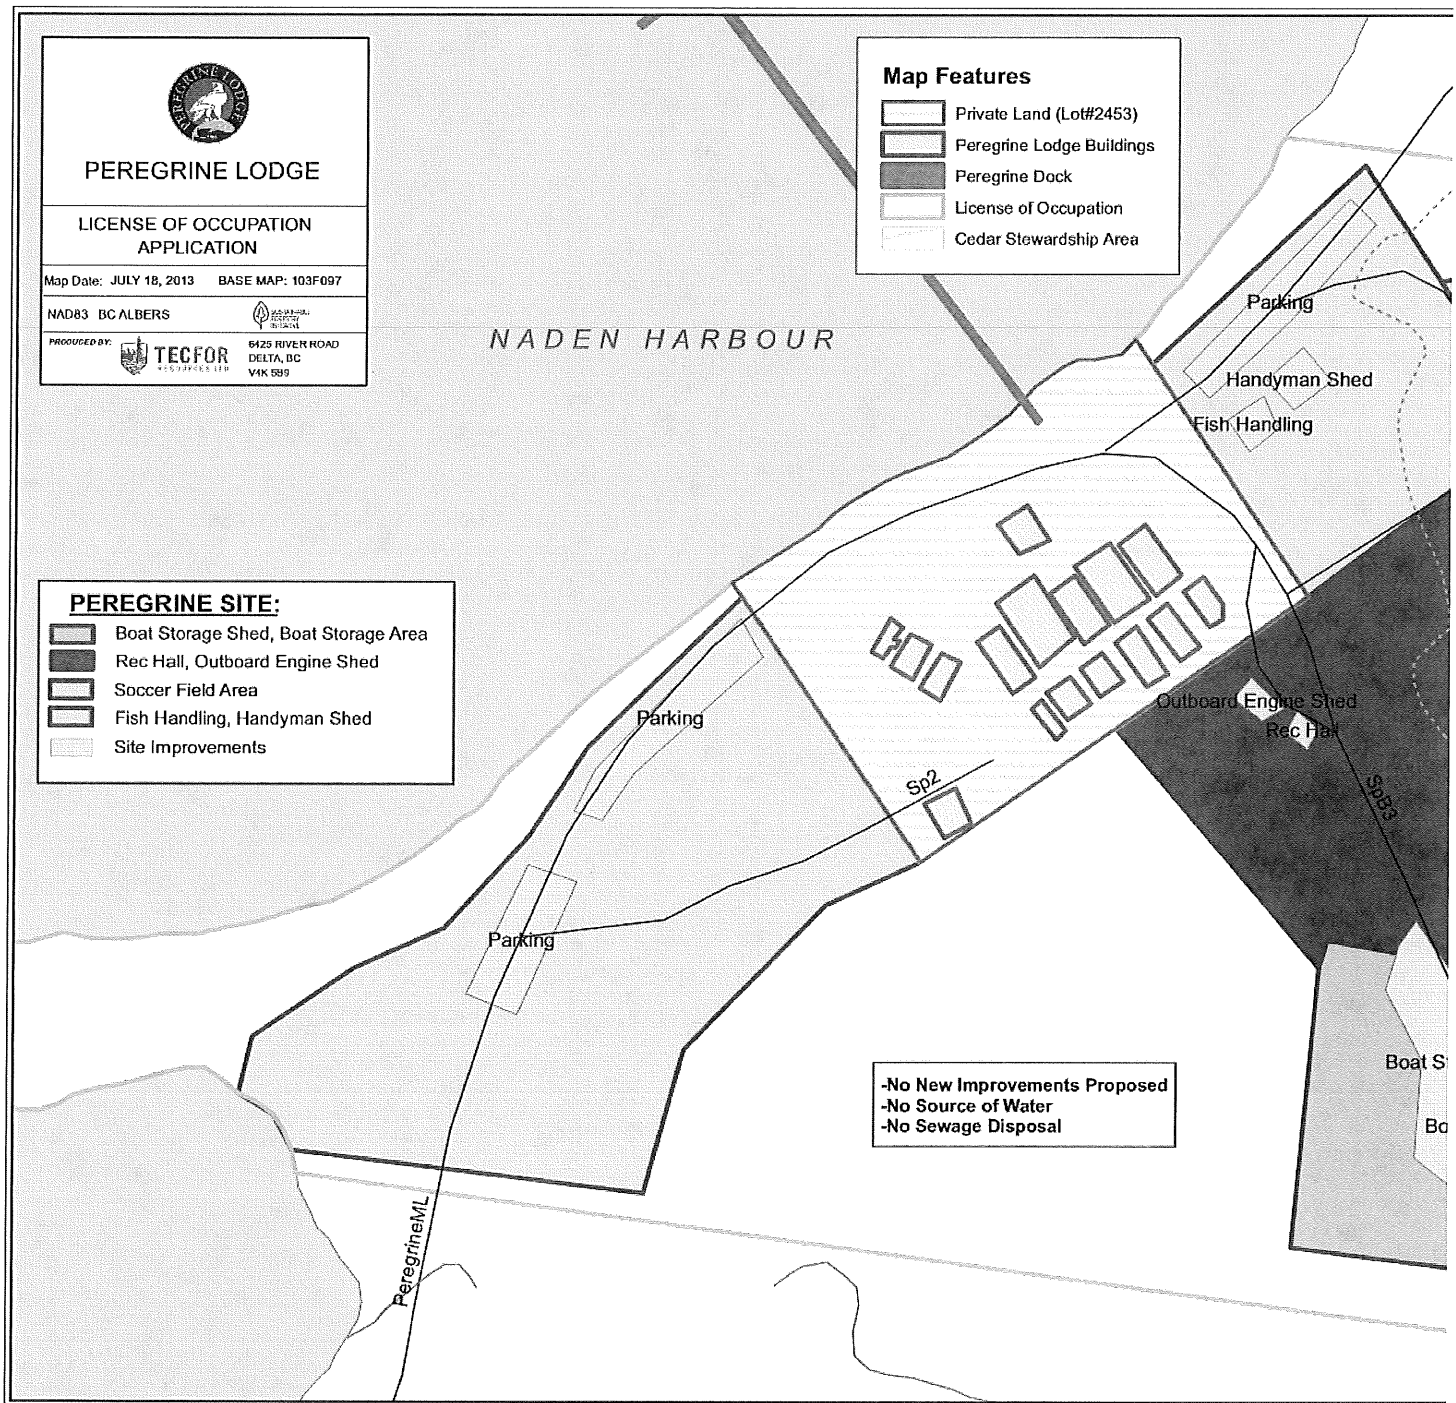 PEREGRINE LODGE
PEREGRINE LODGE
LICENSE OF OCCUPATION
APPLICATION
Map Date: JULY 18, 2013 BASE MAP: 103F097
NAD83 BC ALBERS
PRODUCED BY:
TECFOR
RESOURCES LTD
6425 RIVER ROAD
DELTA, BC
V4K 5B9
Map Features
Private Land (Lot#2453)
Peregrine Lodge Buildings
Peregrine Dock
License of Occupation
Cedar Stewardship Area
NADEN HARBOUR
Parking
Handyman Shed
Fish Handling
PEREGRINE SITE:
Boat Storage Shed, Boat Storage Area
Rec Hall, Outboard Engine Shed
Soccer Field Area
Fish Handling, Handyman Shed
Site Improvements
Parking
Outboard Engine Shed
Rec Hall
Sp2
SpB3
Parking
Boat S
Bo
-No New Improvements Proposed
-No Source of Water
-No Sewage Disposal
PeregrineML